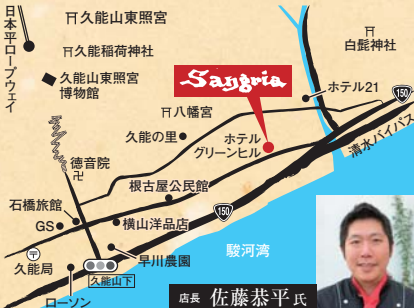 久能山東照宮
久能稲荷神社
久能山東照宮
博物館
日本平ロープウェイ
Sangria
白髭神社
ホテル21
150
清水バイパス
八幡宮
久能の里
ホテル
グリーンヒル
徳音院
根古屋公民館
石橋旅館
GS
横山洋品店
150
早川農園
駿河湾
久能局
久能山下
ローソン
店長 佐藤恭平 氏